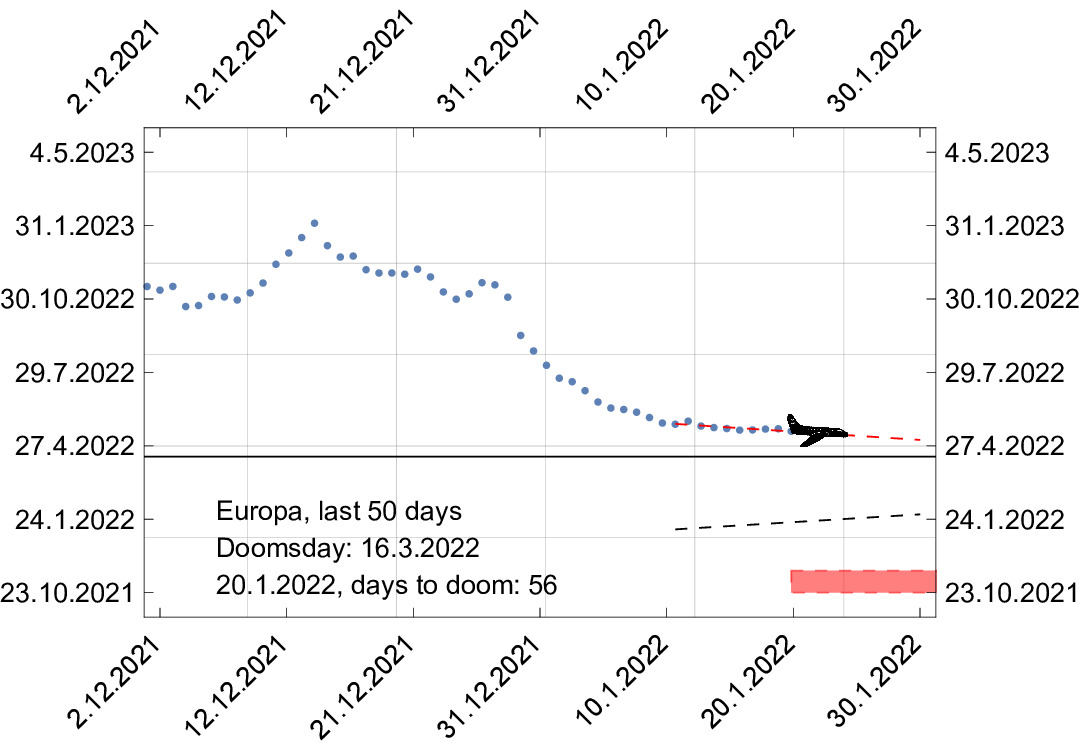 2.12.2021 12.12.2021 21.12.2021 31.12.2021 10.1.2022 20.1.2022 30.1.2022
4.5.2023 4.5.2023
31.1.2023 31.1.2023
30.10.2022 30.10.2022
29.7.2022 29.7.2022
27.4.2022 27.4.2022
Europa, last 50 days
24.1.2022 24.1.2022
Doomsday: 16.3.2022
20.1.2022, days to doom: 56
23.10.2021 23.10.2021
2.12.2021 12.12.2021 21.12.2021 31.12.2021 10.1.2022 20.1.2022 30.1.2022